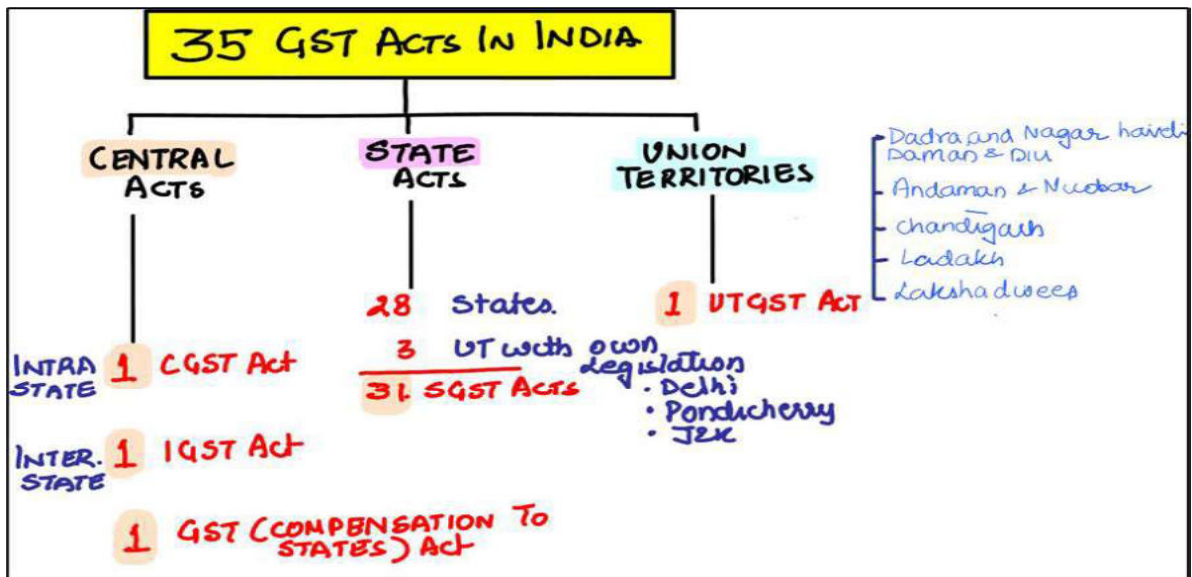 35 GST ACTS IN INDIA
CENTRAL
ACTS
STATE
ACTS
UNION
TERRITORIES
Dadra and Nagar haveli
Daman & Diu
Andaman & Nicobar
Chandigarh
Ladakh
Lakshadweep
INTRA
STATE
1 CGST Act
INTER.
STATE
1 IGST Act
1 GST (COMPENSATION TO
STATES) Act
28 States.
3 UT with own
Legislation
31 SGST ACTS
• Delhi
• Pondicherry
• J&K
1 UTGST ACT